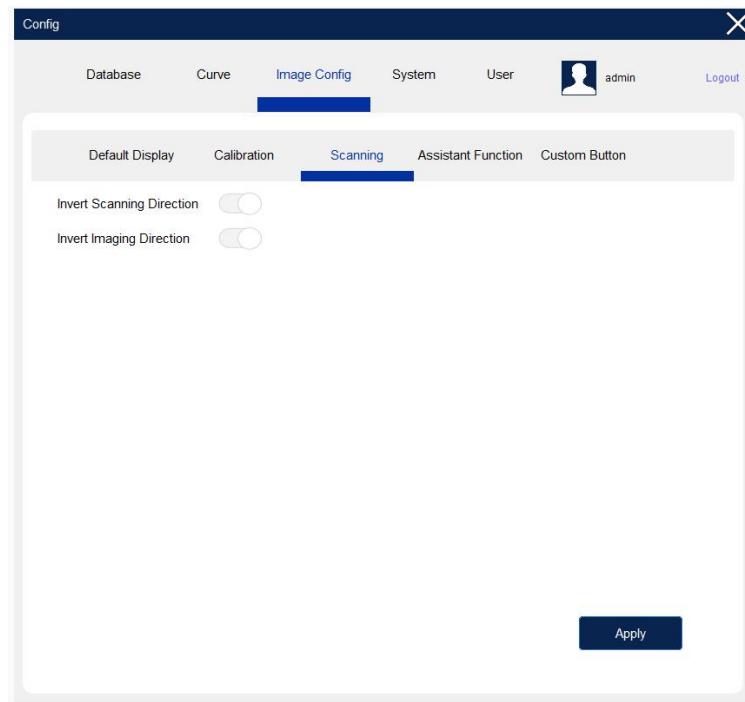 Config
Database Curve Image Config System User admin Logout
Default Display Calibration Scanning Assistant Function Custom Button
Invert Scanning Direction
Invert Imaging Direction
Apply